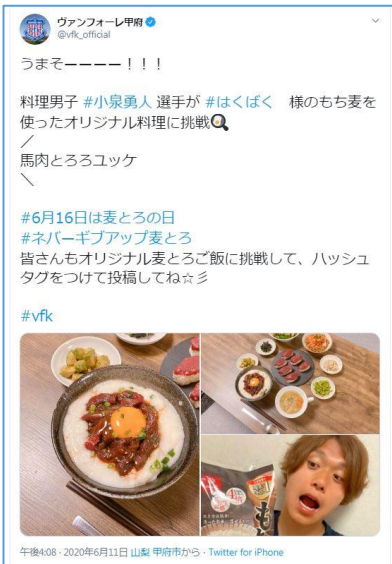 ヴァンフォーレ甲府
@vfk_official
うまそーーーー！！！
料理男子 #小泉勇人 選手が #はくばく　様のもち麦を
使ったオリジナル料理に挑戦🍳
／
馬肉とろろユッケ
＼
#6月16日は麦とろの日
#ネバーギブアップ麦とろ
皆さんもオリジナル麦とろご飯に挑戦して、ハッシュ
タグをつけて投稿してね☆彡
#vfk
午後4:08 · 2020年6月11日 山梨 甲府市から · Twitter for iPhone